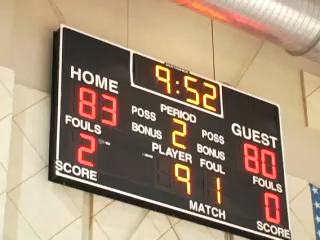 9:52
HOME
PERIOD
GUEST
83
POSS
2
POSS
80
BONUS
BONUS
FOULS
PLAYER
FOUL
FOULS
2
9
1
0
SCORE
MATCH
SCORE